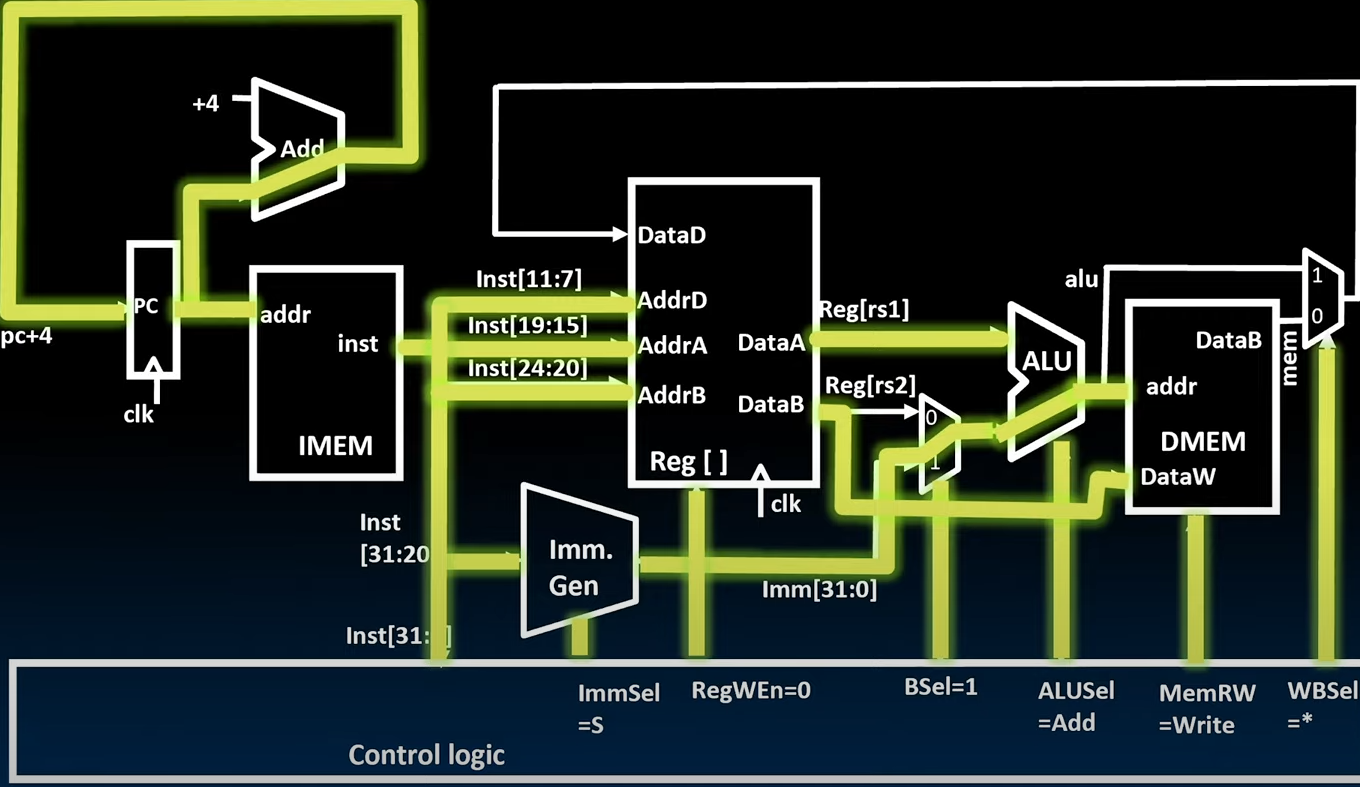 +4
Add
PC
pc+4
clk
addr
inst
IMEM
Inst[11:7]
Inst[19:15]
Inst[24:20]
DataD
AddrD
AddrA
AddrB
DataA
DataB
Reg [ ]
clk
Reg[rs1]
Reg[rs2]
0
1
ALU
alu
DataB
addr
DMEM
DataW
mem
1
0
Inst
[31:20
Imm.
Gen
Imm[31:0]
Inst[31: ]
ImmSel
=S
RegWEn=0
BSel=1
ALUSel
=Add
MemRW
=Write
WBSel
=*
Control logic